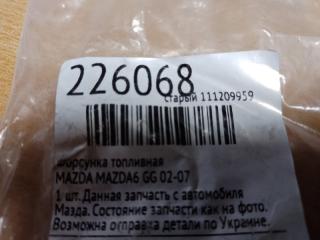 226068
старый 111209959
Форсунка топливная
MAZDA MAZDA6 GG 02-07
1 шт. Данная запчасть с автомобиля
Мазда. Состояние запчасти как на фото.
Возможна отравка детали по Украине.